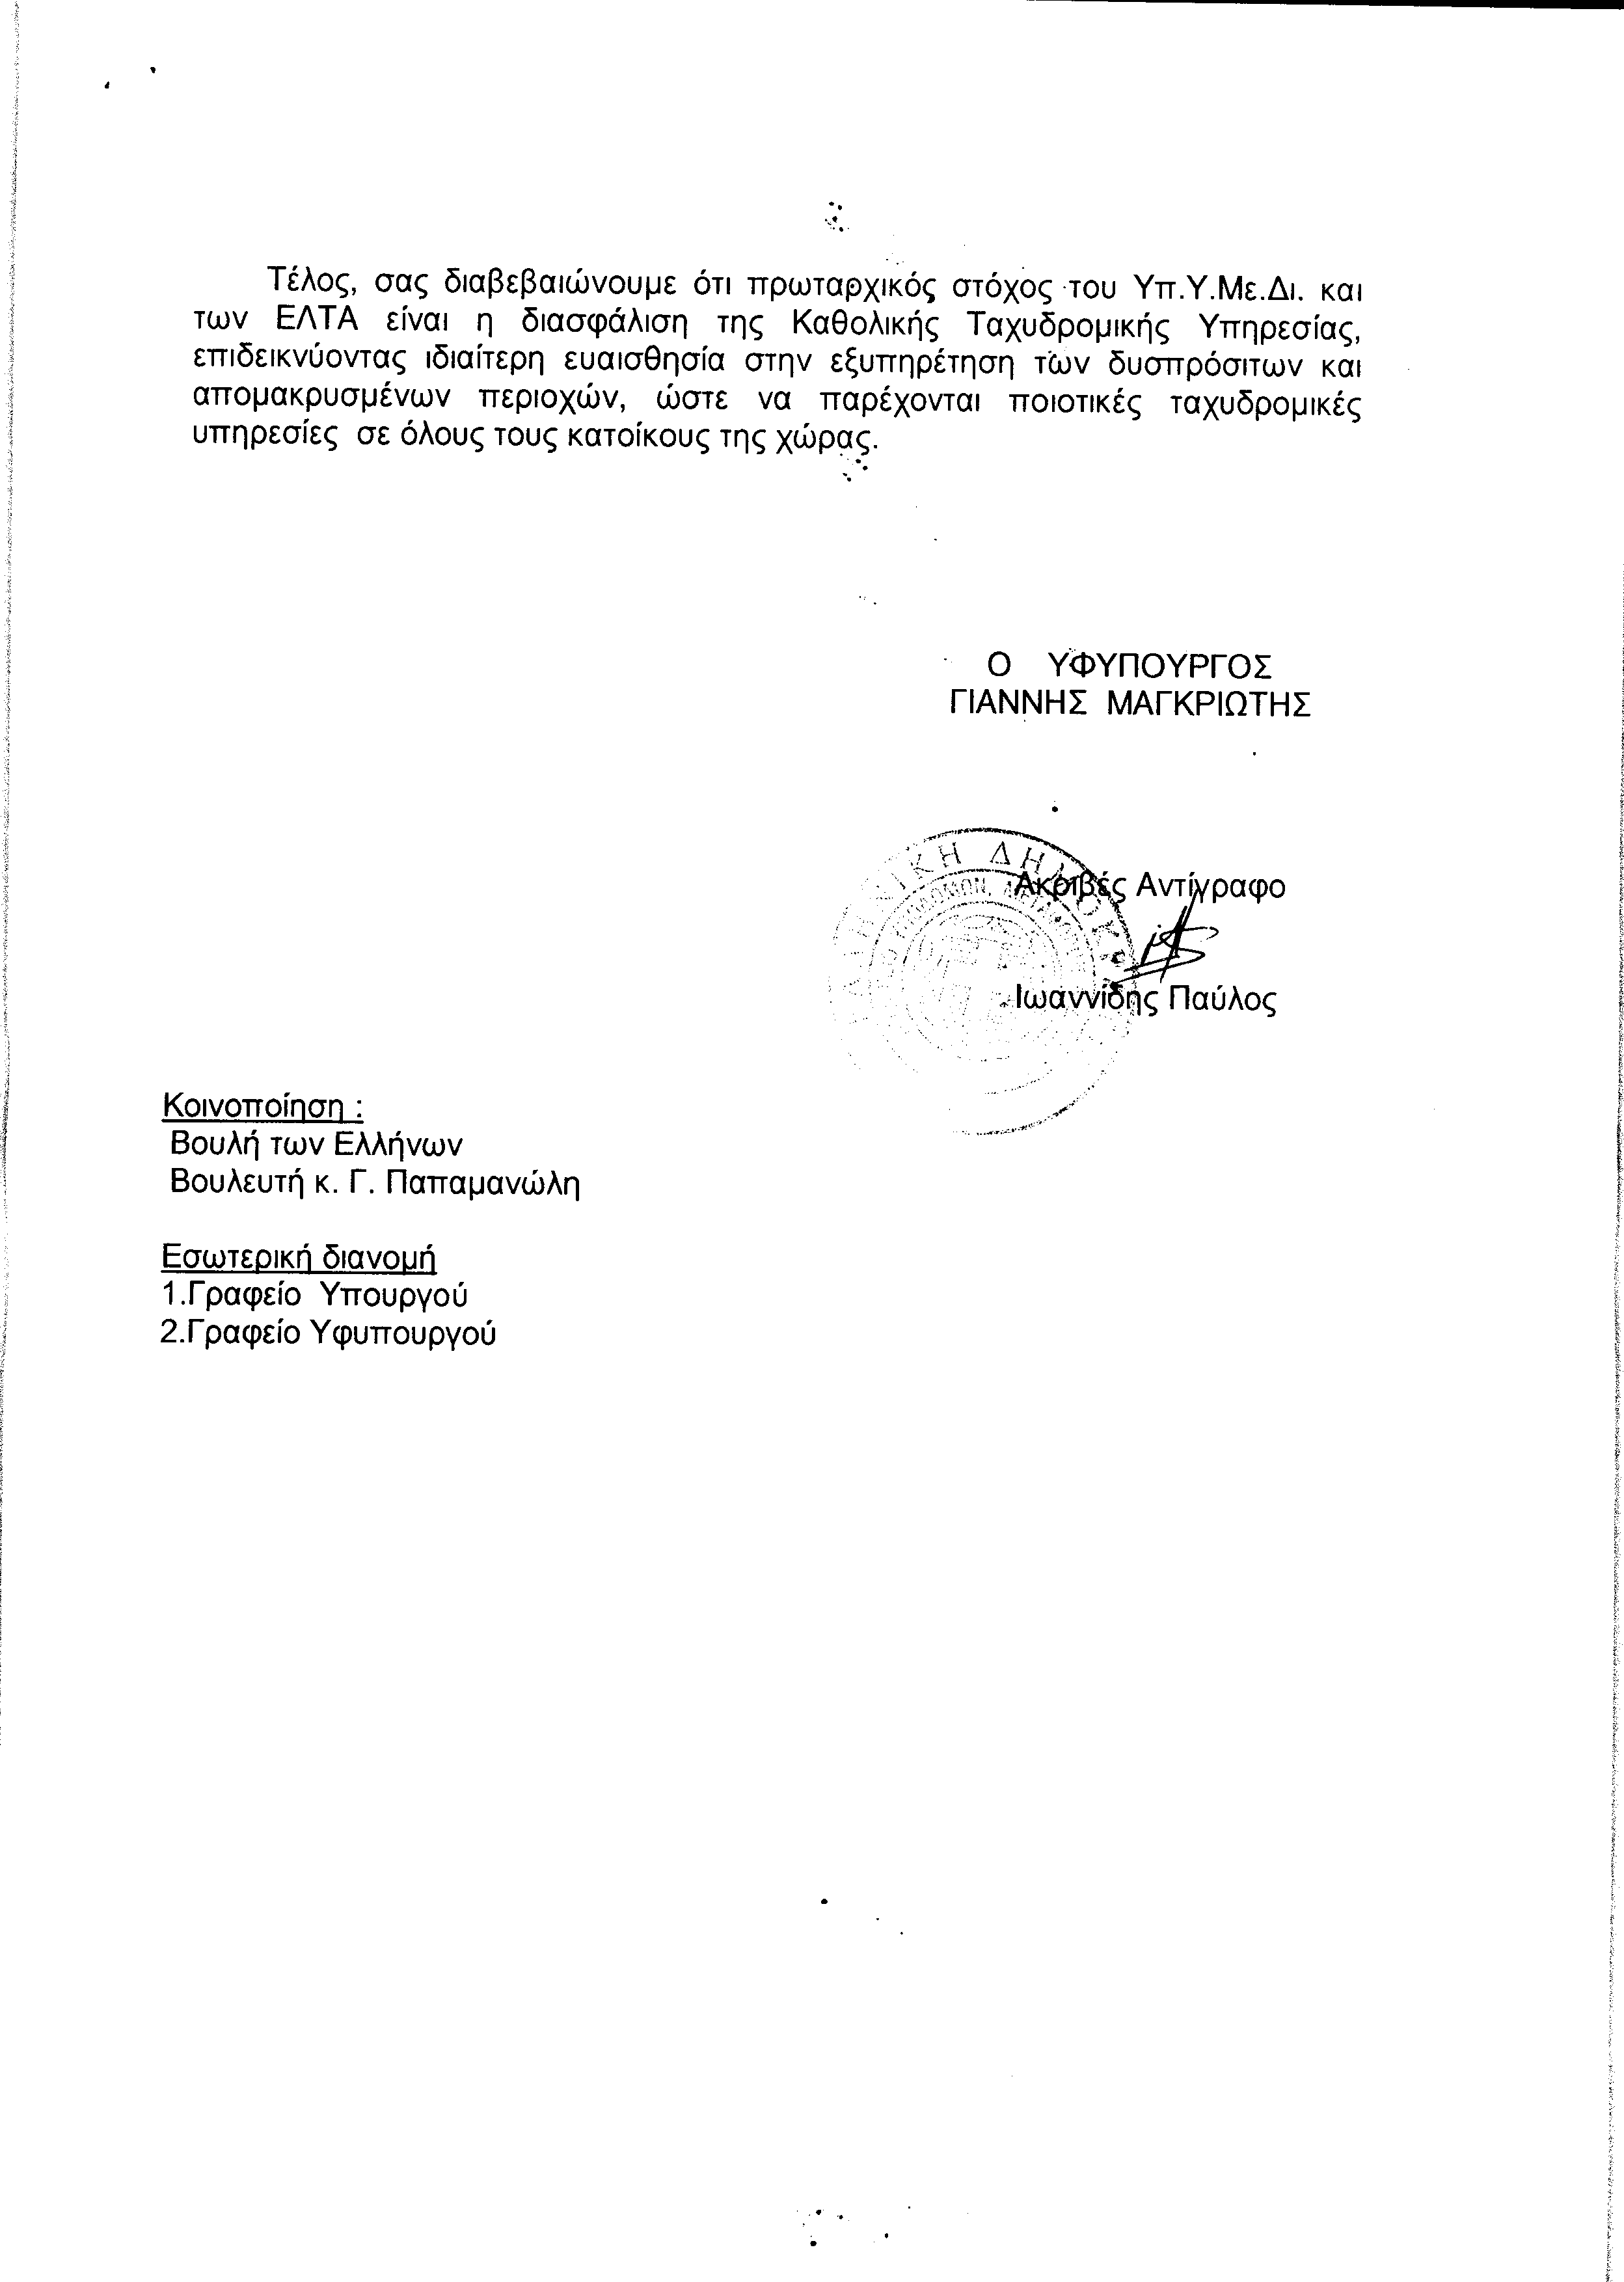 Τέλος, σας διαβεβαιώνουμε ότι πρωταρχικός στόχος του Υπ.Υ.Με.Δι. και
των ΕΛΤΑ είναι η διασφάλιση της Καθολικής Ταχυδρομικής Υπηρεσίας,
επιδεικνύοντας ιδιαίτερη ευαισθησία στην εξυπηρέτηση των δυσπρόσιτων και
απομακρυσμένων περιοχών, ώστε να παρέχονται ποιοτικές ταχυδρομικές
υπηρεσίες σε όλους τους κατοίκους της χώρας.
Ο ΥΦΥΠΟΥΡΓΟΣ
ΓΙΑΝΝΗΣ ΜΑΓΚΡΙΩΤΗΣ
Ακριβές Αντίγραφο
Ιωαννίδης Παύλος
Κοινοποίηση :
Βουλή των Ελλήνων
Βουλευτή κ. Γ. Παπαμανώλη
Εσωτερική διανομή
1.Γραφείο Υπουργού
2.Γραφείο Υφυπουργού